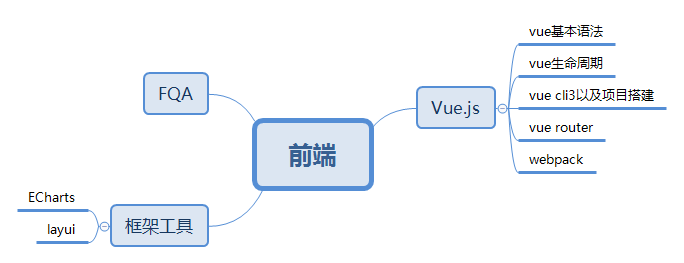 FQA
前端
Vue.js
vue基本语法
vue生命周期
vue cli3以及项目搭建
vue router
webpack
框架工具
ECharts
layui